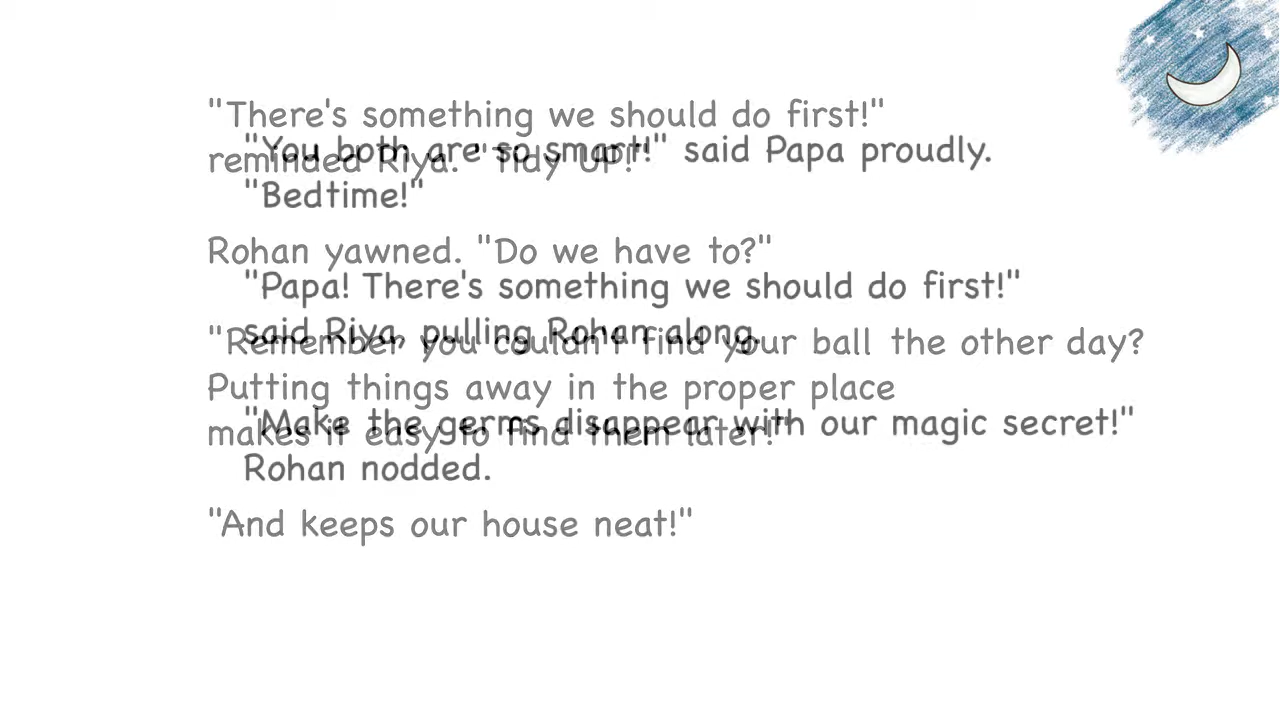 "There's something we should do first!"
reminded Riya. "Tidy UP!"
Rohan yawned. "Do we have to?"
"Remember you couldn't find your ball the other day?
Putting things away in the proper place
makes it easy to find them later!"
"And keeps our house neat!"
"You both are so smart!" said Papa proudly.
"Bedtime!"
"Papa! There's something we should do first!"
said Riya, pulling Rohan along.
"Make the germs disappear with our magic secret!"
Rohan nodded.